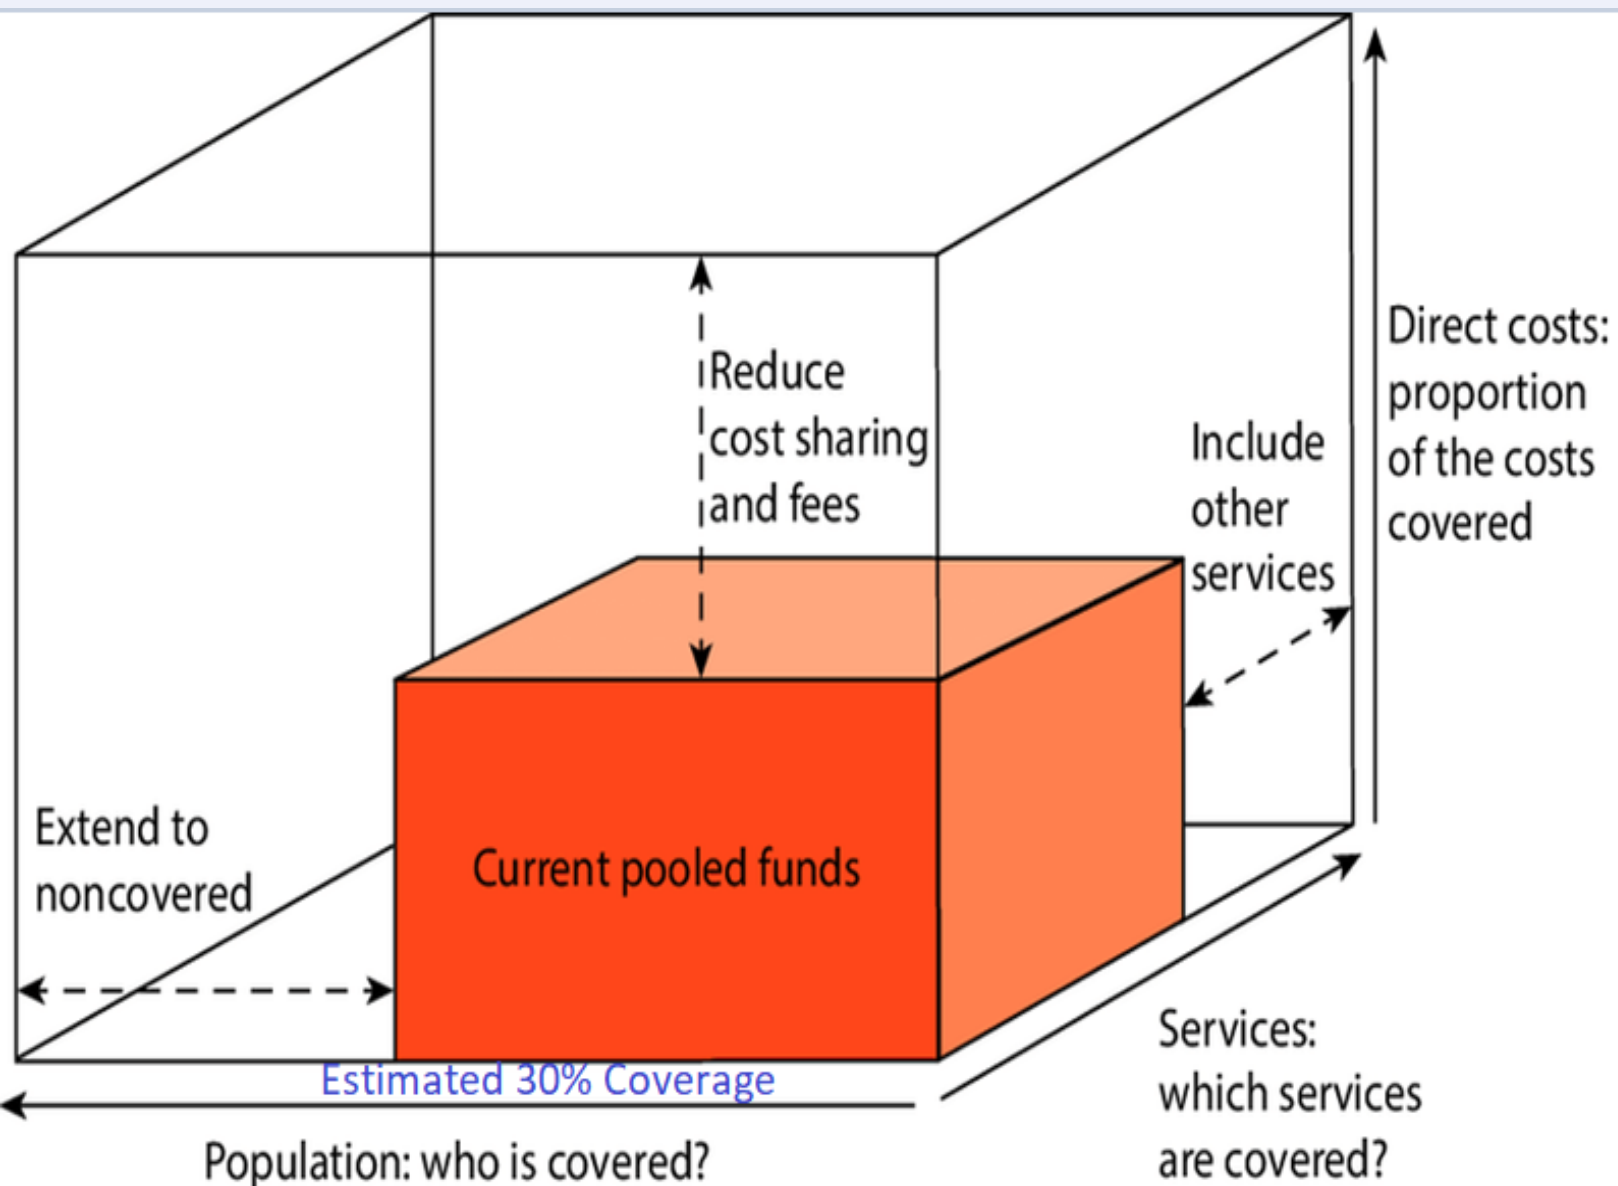 Reduce
cost sharing
and fees
Direct costs:
proportion
of the costs
covered
Include
other
services
Extend to
noncovered
Current pooled funds
Estimated 30% Coverage
Population: who is covered?
Services:
which services
are covered?